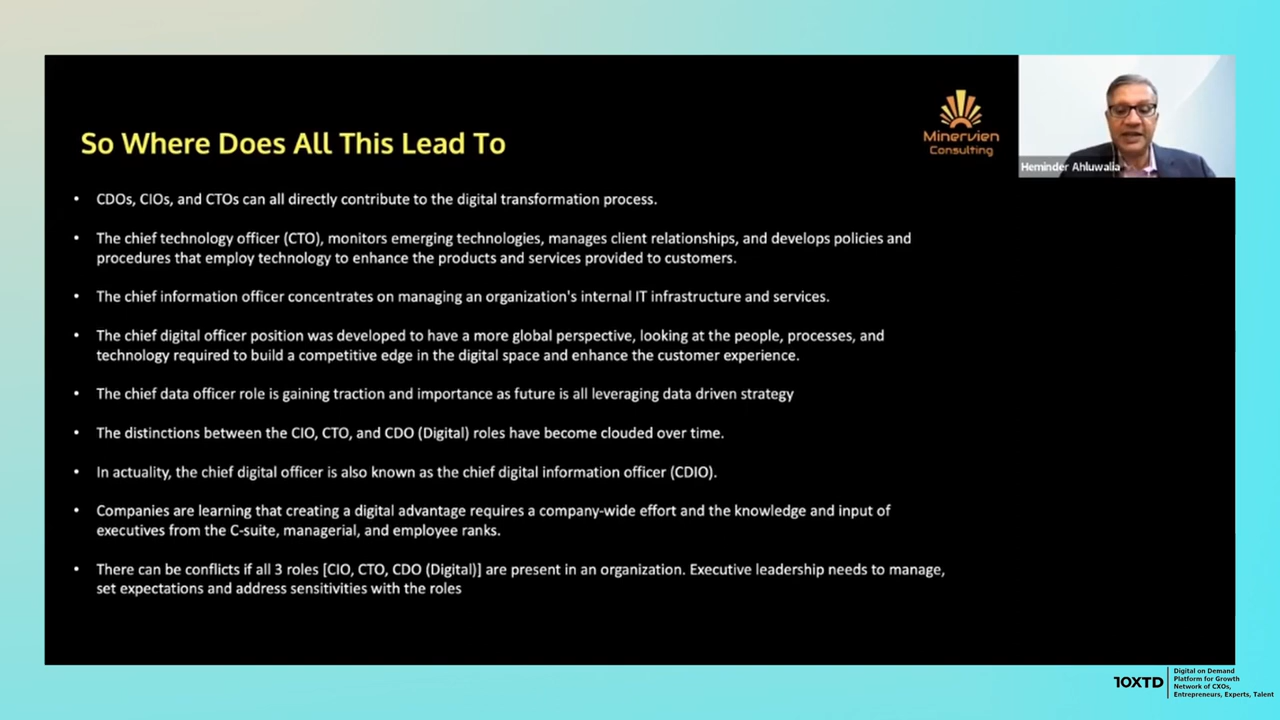 So Where Does All This Lead To
Minervien
Consulting
Heminder Ahluwalia
• CDOs, CIOs, and CTOs can all directly contribute to the digital transformation process.
• The chief technology officer (CTO), monitors emerging technologies, manages client relationships, and develops policies and
procedures that employ technology to enhance the products and services provided to customers.
• The chief information officer concentrates on managing an organization's internal IT infrastructure and services.
• The chief digital officer position was developed to have a more global perspective, looking at the people, processes, and
technology required to build a competitive edge in the digital space and enhance the customer experience.
• The chief data officer role is gaining traction and importance as future is all leveraging data driven strategy
• The distinctions between the CIO, CTO, and CDO (Digital) roles have become clouded over time.
• In actuality, the chief digital officer is also known as the chief digital information officer (CDIO).
• Companies are learning that creating a digital advantage requires a company-wide effort and the knowledge and input of
executives from the C-suite, managerial, and employee ranks.
• There can be conflicts if all 3 roles [CIO, CTO, CDO (Digital)] are present in an organization. Executive leadership needs to manage,
set expectations and address sensitivities with the roles
10XTD
Digital on Demand
Platform for Growth
Network of CXOs,
Entrepreneurs, Experts, Talent